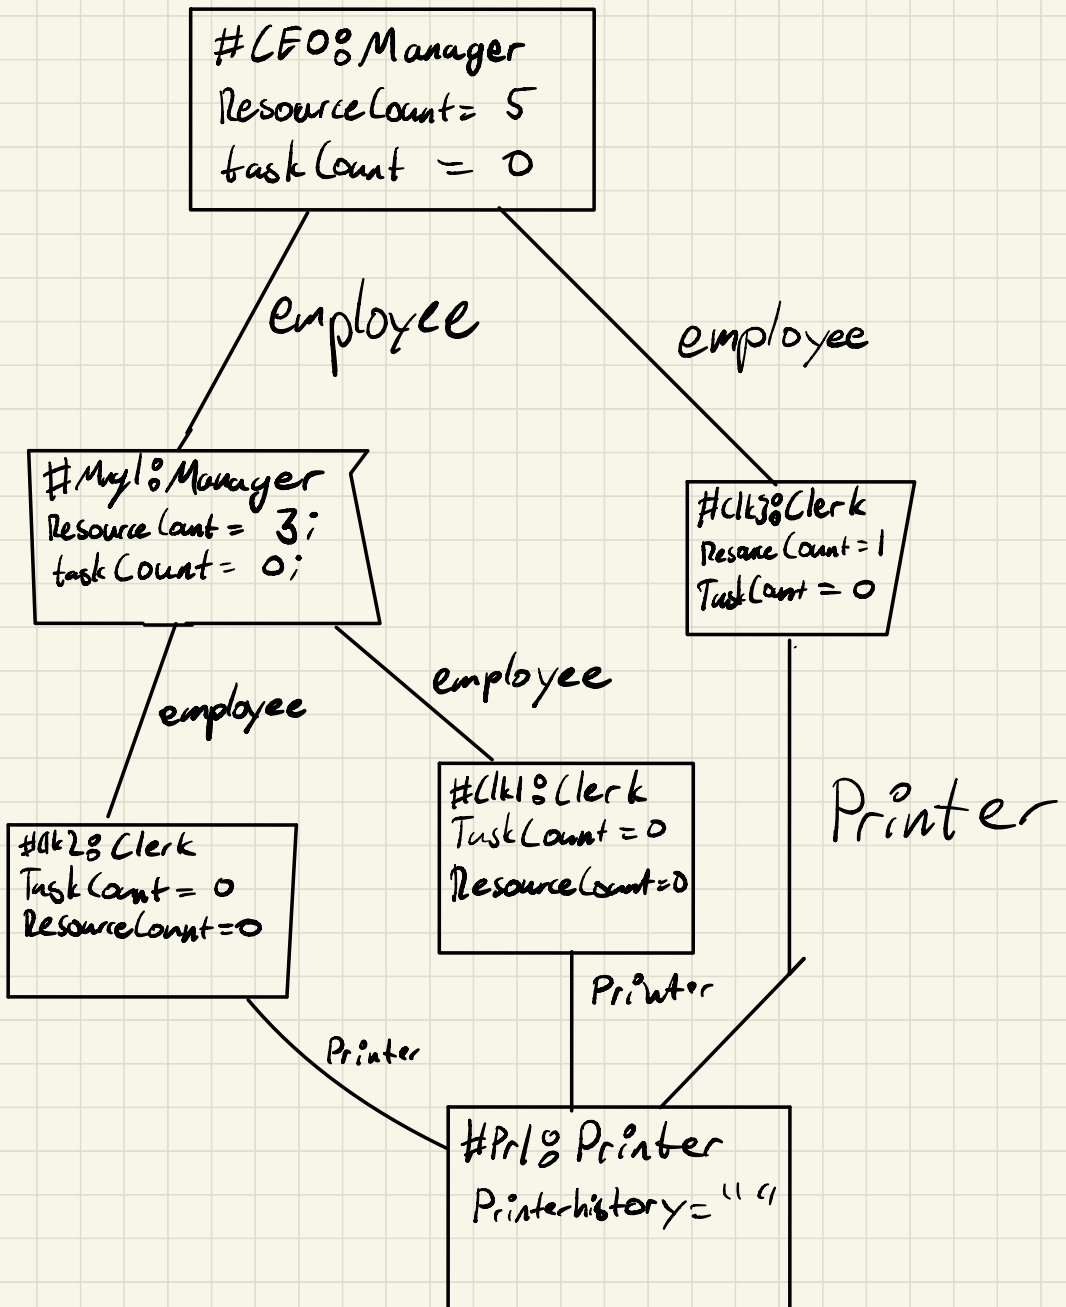 #CEO:Manager
ResourceCount= 5
taskCount = 0
employee
employee
#Mng1:Manager
ResourceCount = 3;
taskCount = 0;
#Clk3:Clerk
ResourceCount=1
TaskCount = 0
employee
employee
#Clk1:Clerk
TaskCount = 0
ResourceCount=0
Printer
#Clk2:Clerk
TaskCount = 0
ResourceCount=0
Printer
Printer
#Pr1:Printer
Printerhistory= ""